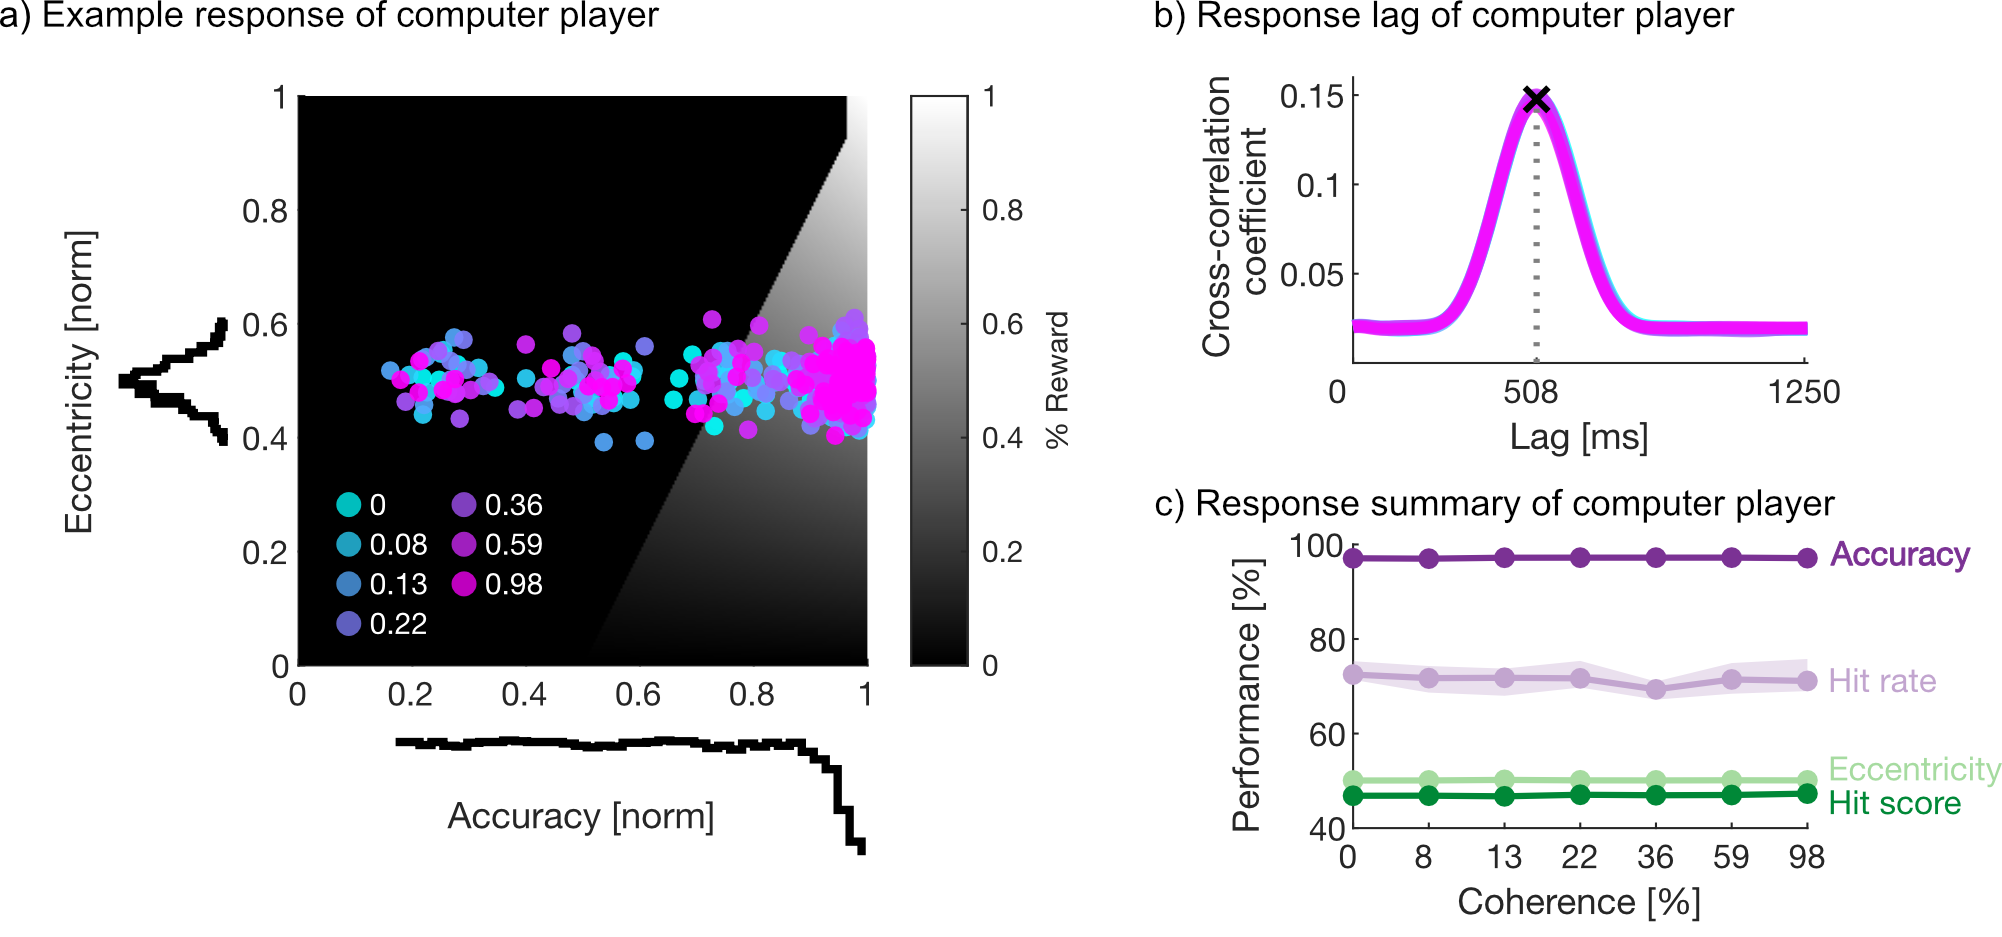 a) Example response of computer player
1
0.8
0.6
0.4
0.2
0
Eccentricity [norm]
0
0.08
0.13
0.22
0.36
0.59
0.98
0
0.2
0.4
0.6
0.8
1
Accuracy [norm]
1
0.8
0.6
0.4
0.2
0
% Reward
b) Response lag of computer player
Cross-correlation
coefficient
0.15
0.1
0.05
0
508
1250
Lag [ms]
c) Response summary of computer player
Performance [%]
100
80
60
40
Accuracy
Hit rate
Eccentricity
Hit score
0
8
13
22
36
59
98
Coherence [%]